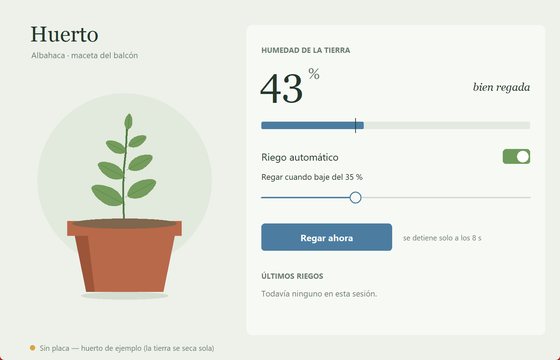 Huerto
Albahaca · maceta del balcón
HUMEDAD DE LA TIERRA
43 %
bien regada
Riego automático
Regar cuando baje del 35 %
Regar ahora
se detiene solo a los 8 s
ÚLTIMOS RIEGOS
Todavía ninguno en esta sesión.
Sin placa — huerto de ejemplo (la tierra se seca sola)